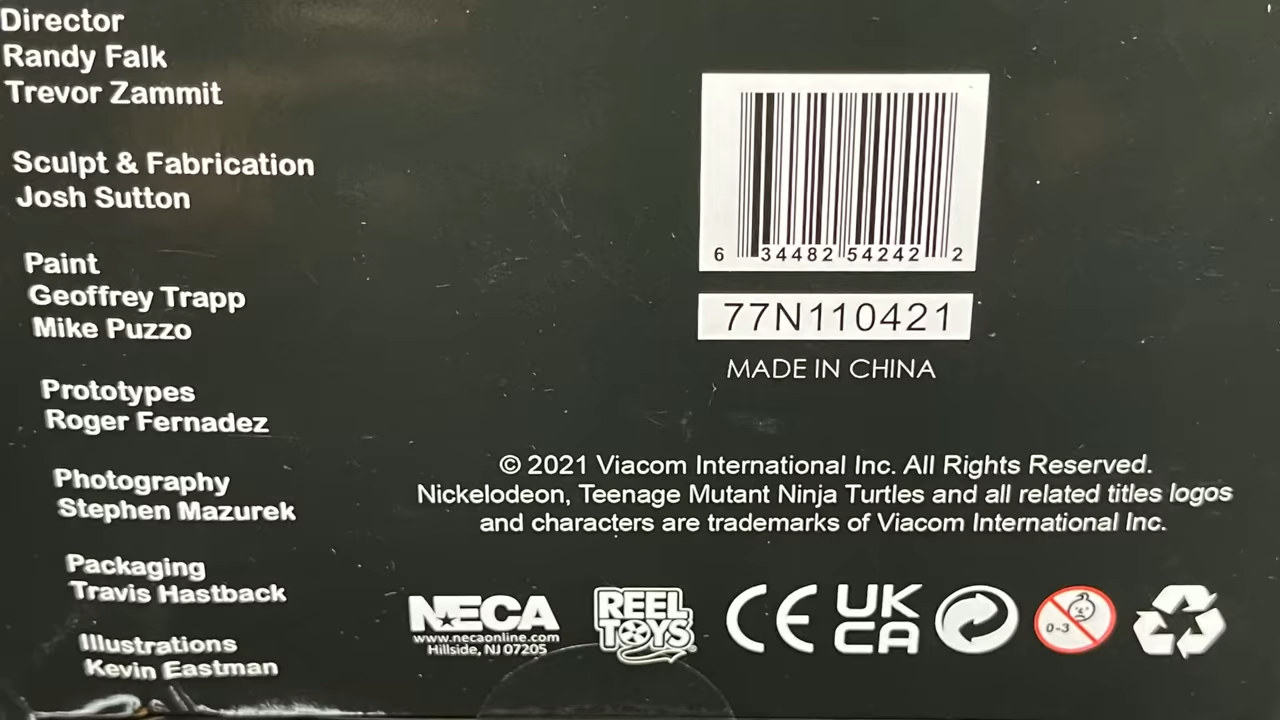 Director
Randy Falk
Trevor Zammit
Sculpt & Fabrication
Josh Sutton
Paint
Geoffrey Trapp
Mike Puzzo
Prototypes
Roger Fernadez
Photography
Stephen Mazurek
Packaging
Travis Hastback
Illustrations
Kevin Eastman
6 34482 54242 2
77N110421
MADE IN CHINA
© 2021 Viacom International Inc. All Rights Reserved.
Nickelodeon, Teenage Mutant Ninja Turtles and all related titles logos
and characters are trademarks of Viacom International Inc.
NECA
www.necaonline.com
Hillside, NJ 07205
REEL
TOYS
CE
UK
CA
0-3